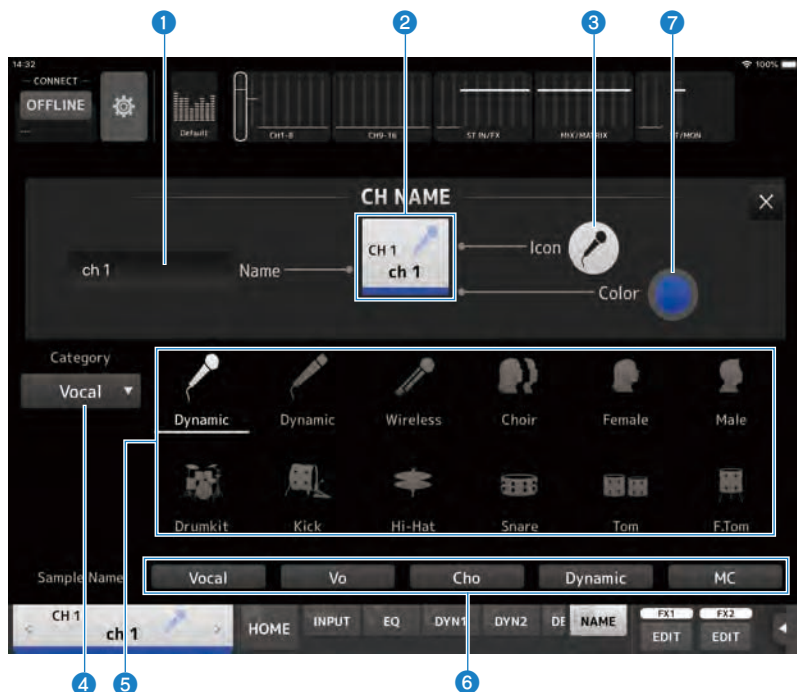 1 2 3 7
14:32 100%
CONNECT
OFFLINE
Default CH1-8 CH9-16 ST IN/FX MIX/MATRIX T/MON
CH NAME
ch 1 Name CH 1 ch 1 Icon
Color
Category
Vocal
Dynamic Dynamic Wireless Choir Female Male
Drumkit Kick Hi-Hat Snare Tom F.Tom
Sample Name Vocal Vo Cho Dynamic MC
CH 1 ch 1 HOME INPUT EQ DYN1 DYN2 DE NAME FX1 EDIT FX2 EDIT
4 5 6